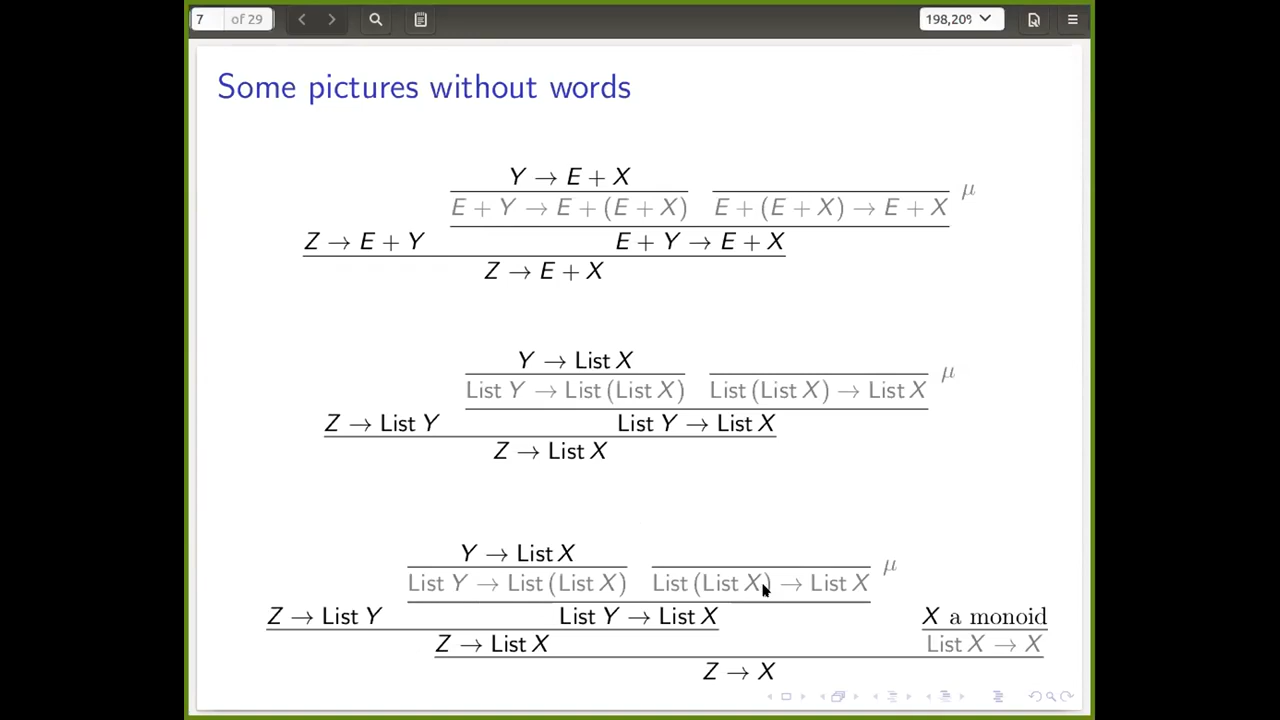 7 of 29 198,20%
Some pictures without words
Y → E + X
E + Y → E + (E + X) E + (E + X) → E + X μ
Z → E + Y E + Y → E + X
Z → E + X
Y → List X
List Y → List (List X) List (List X) → List X μ
Z → List Y List Y → List X
Z → List X
Y → List X
List Y → List (List X) List (List X) → List X μ
Z → List Y List Y → List X X a monoid
Z → List X List X → X
Z → X